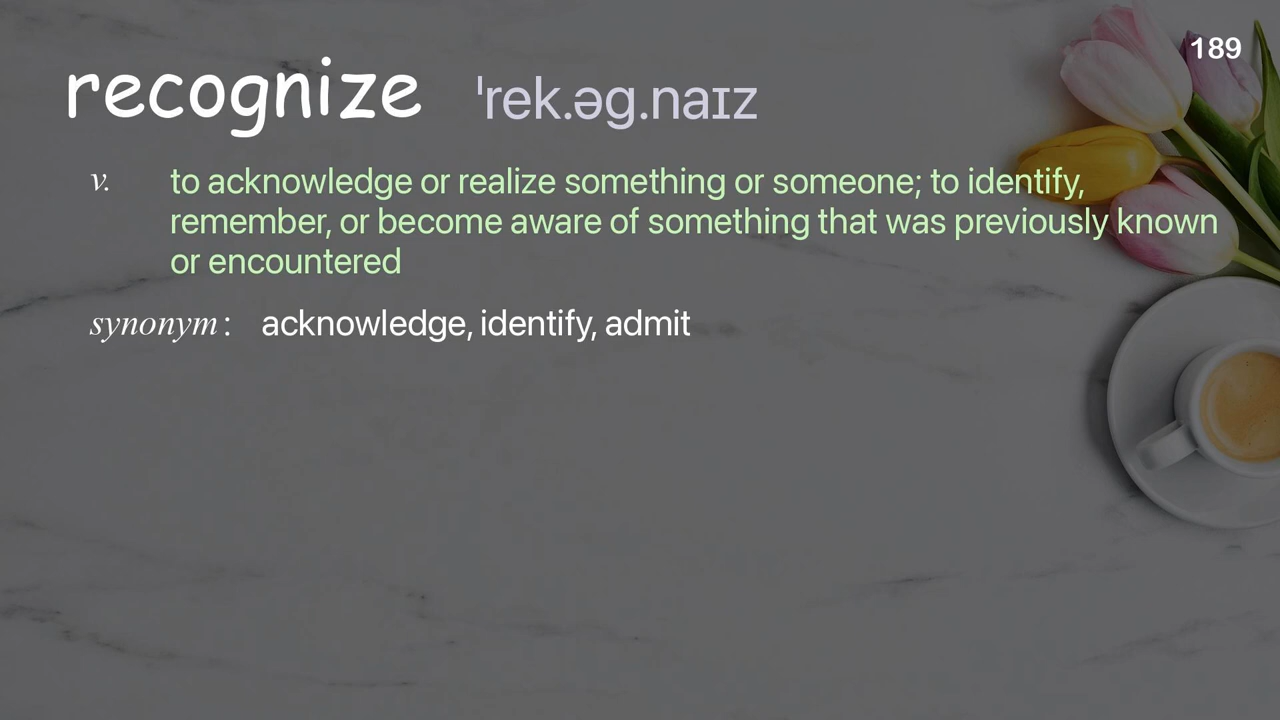 189
recognize ˈrek.əg.naɪz
v. to acknowledge or realize something or someone; to identify,
remember, or become aware of something that was previously known
or encountered
synonym: acknowledge, identify, admit